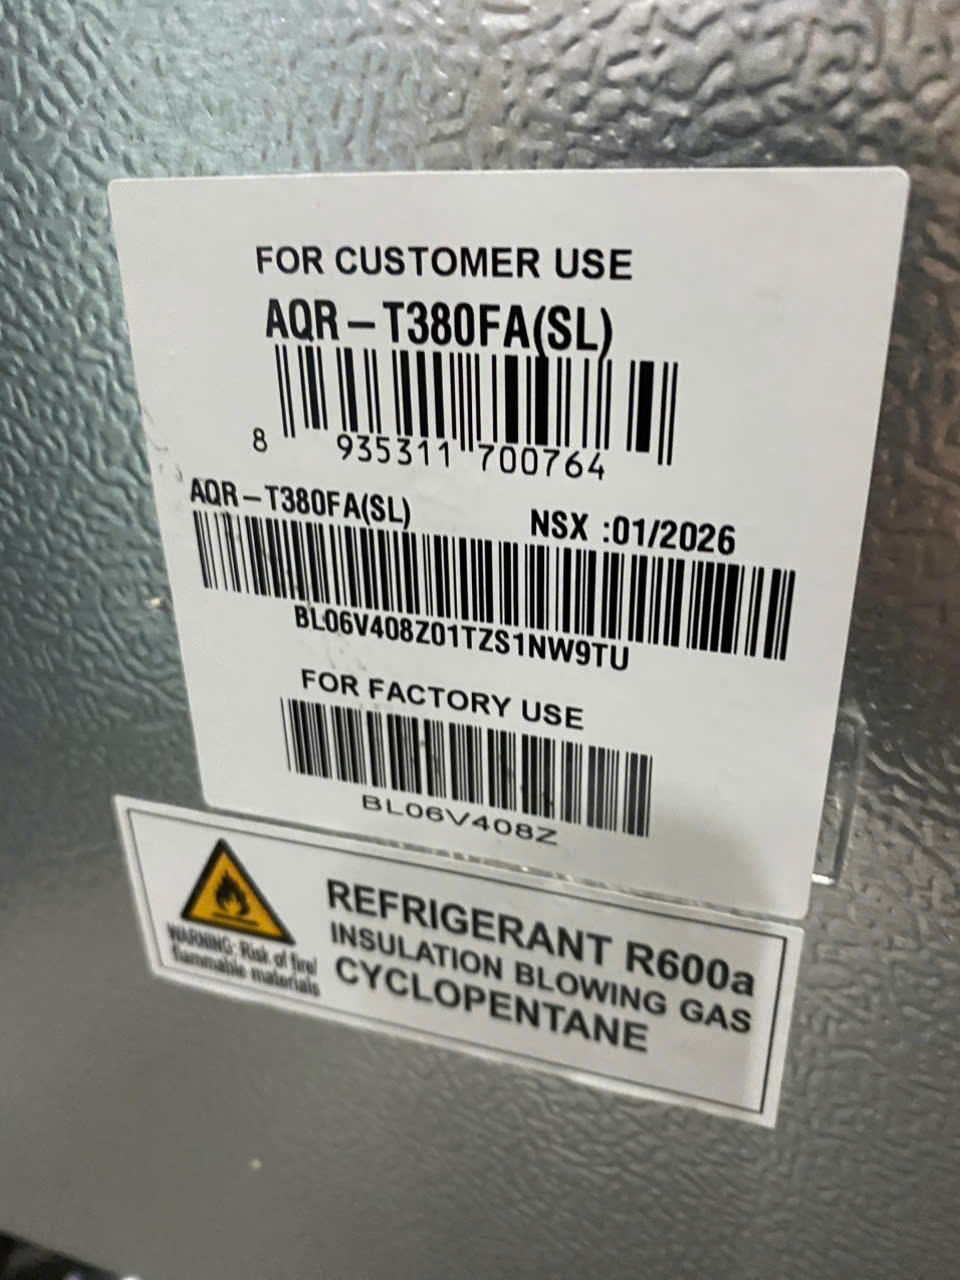 FOR CUSTOMER USE
AQR-T380FA(SL)
8 935311 700764
AQR-T380FA(SL) NSX :01/2026
BL06V408Z01TZS1NW9TU
FOR FACTORY USE
BL06V408Z
WARNING: Risk of fire/
flammable materials
REFRIGERANT R600a
INSULATION BLOWING GAS
CYCLOPENTANE